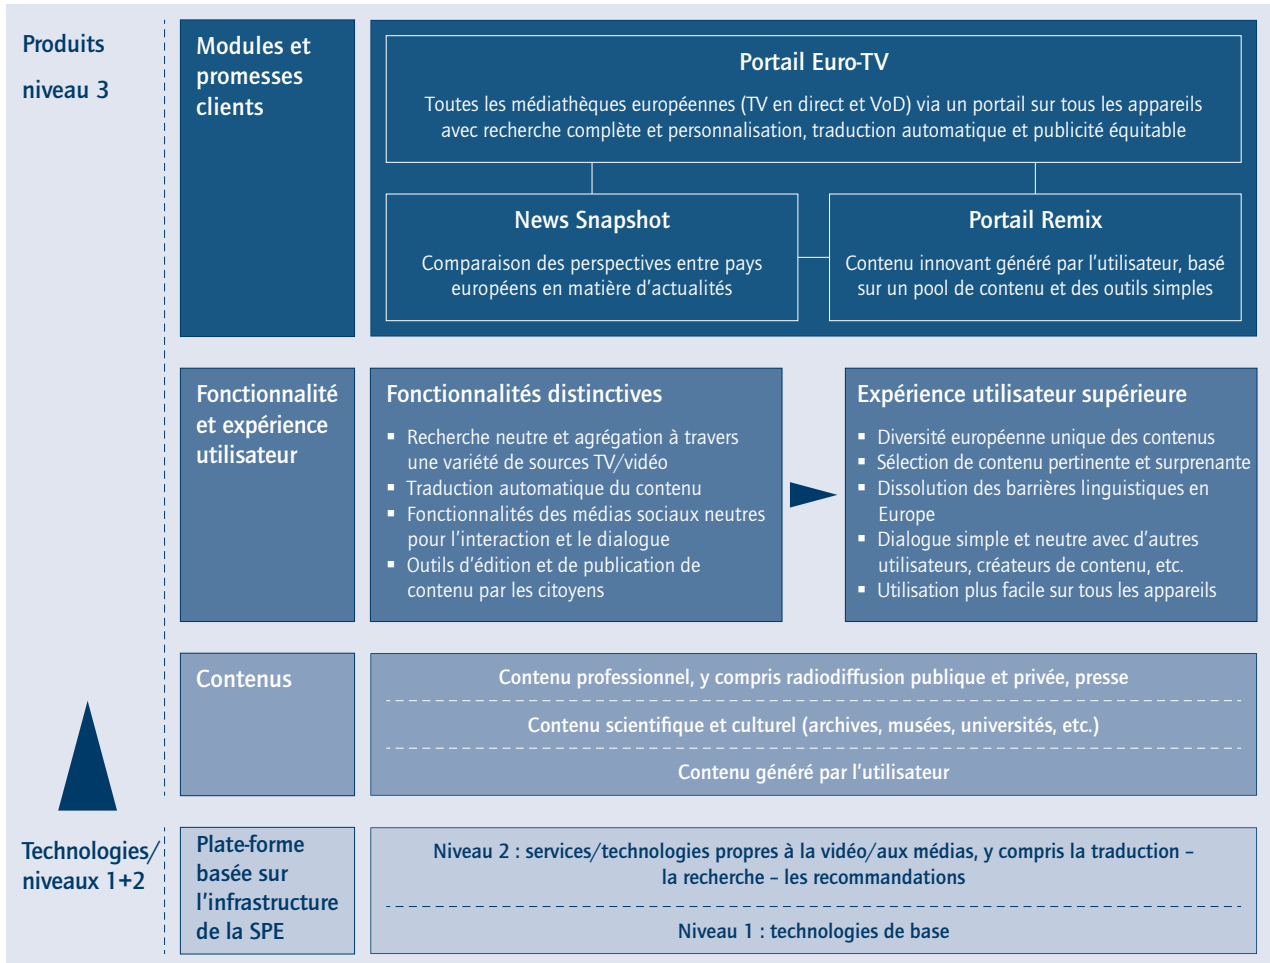 Produits
niveau 3
Modules et
promesses
clients
Portail Euro-TV
Toutes les médiathèques européennes (TV en direct et VoD) via un portail sur tous les appareils
avec recherche complète et personnalisation, traduction automatique et publicité équitable
News Snapshot
Comparaison des perspectives entre pays
européens en matière d’actualités
Portail Remix
Contenu innovant généré par l’utilisateur, basé
sur un pool de contenu et des outils simples
Fonctionnalité
et expérience
utilisateur
Fonctionnalités distinctives
▪ Recherche neutre et agrégation à travers
une variété de sources TV/vidéo
▪ Traduction automatique du contenu
▪ Fonctionnalités des médias sociaux neutres
pour l’interaction et le dialogue
▪ Outils d’édition et de publication de
contenu par les citoyens
Expérience utilisateur supérieure
▪ Diversité européenne unique des contenus
▪ Sélection de contenu pertinente et surprenante
▪ Dissolution des barrières linguistiques en
Europe
▪ Dialogue simple et neutre avec d’autres
utilisateurs, créateurs de contenu, etc.
▪ Utilisation plus facile sur tous les appareils
Contenus
Contenu professionnel, y compris radiodiffusion publique et privée, presse
Contenu scientifique et culturel (archives, musées, universités, etc.)
Contenu généré par l’utilisateur
Technologies/
niveaux 1+2
Plate-forme
basée sur
l’infrastructure
de la SPE
Niveau 2 : services/technologies propres à la vidéo/aux médias, y compris la traduction –
la recherche – les recommandations
Niveau 1 : technologies de base